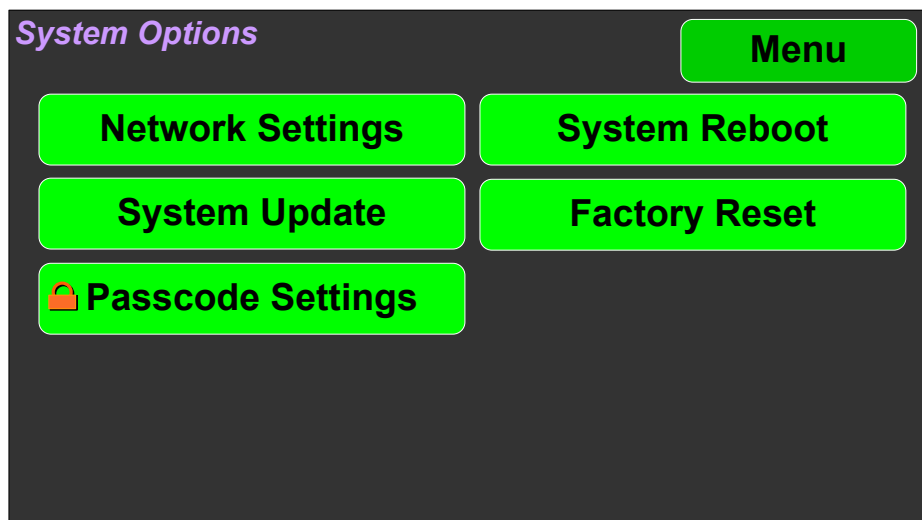 System Options
Menu
Network Settings
System Reboot
System Update
Factory Reset
Passcode Settings